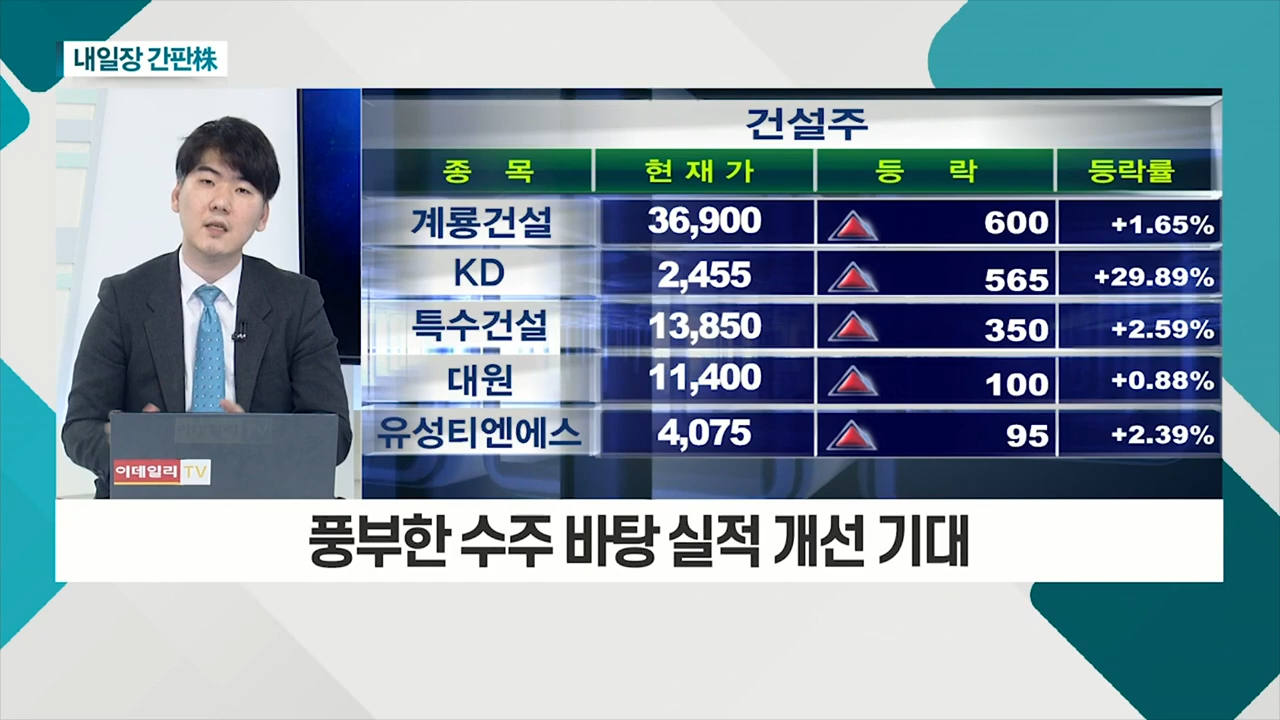 내일장 간판株
건설주
종목 현재가 등락 등락률
계룡건설 36,900 600 +1.65%
KD 2,455 565 +29.89%
특수건설 13,850 350 +2.59%
대원 11,400 100 +0.88%
유성티엔에스 4,075 95 +2.39%
이데일리 TV
풍부한 수주 바탕 실적 개선 기대